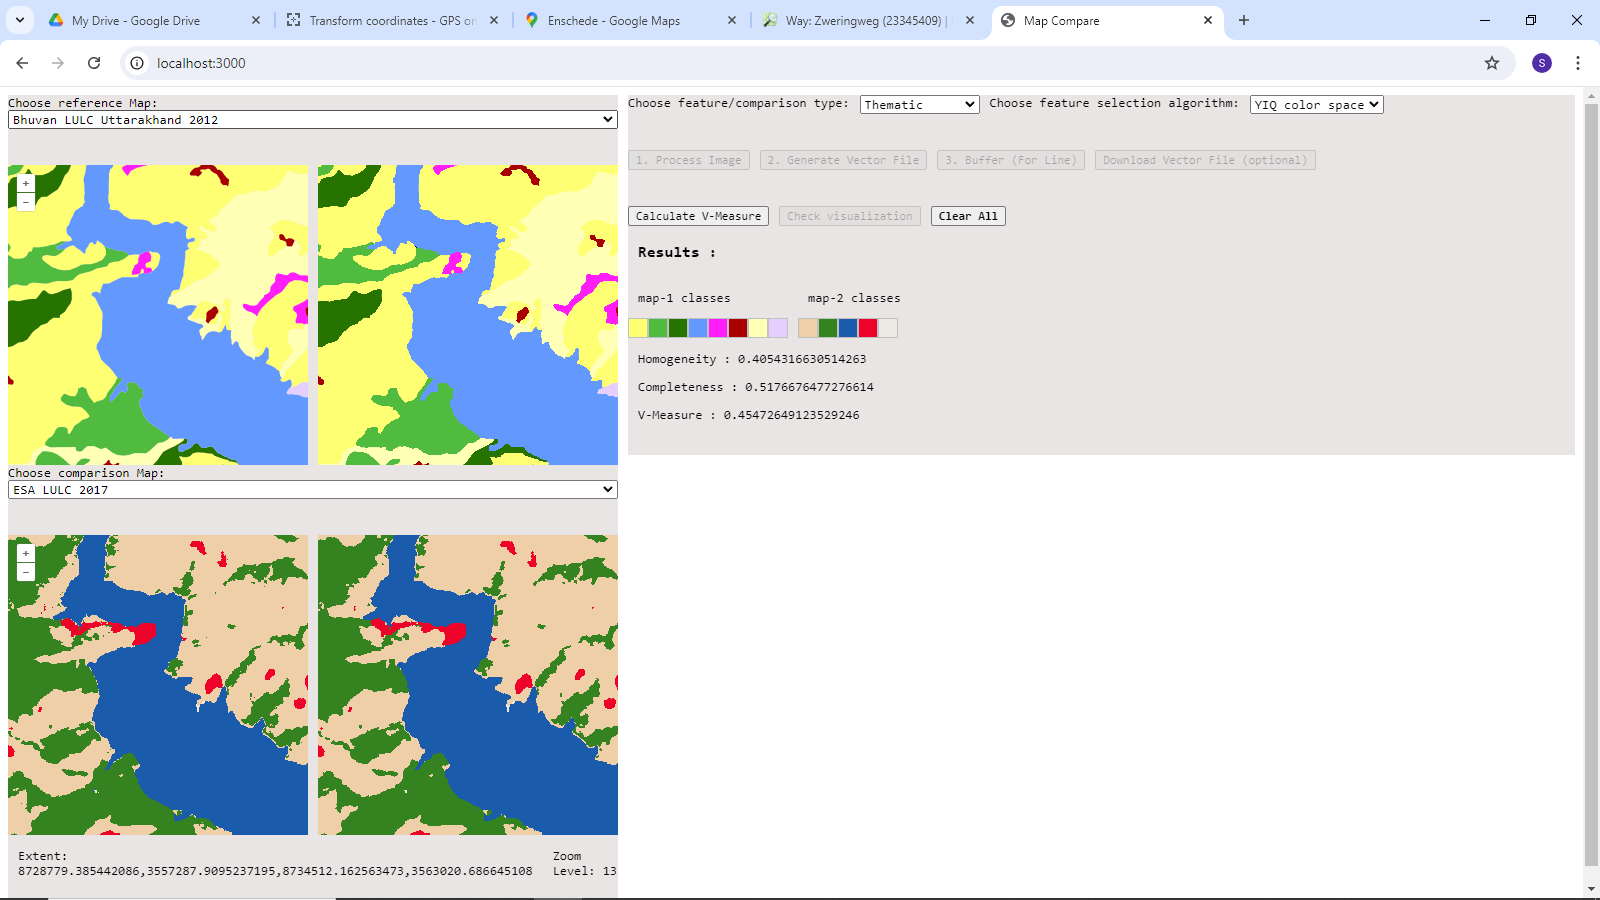 My Drive - Google Drive
Transform coordinates - GPS on
Enschede - Google Maps
Way: Zweringweg (23345409) |
Map Compare
localhost:3000
S
Choose reference Map:
Bhuvan LULC Uttarakhand 2012
+
−
Choose comparison Map:
ESA LULC 2017
+
−
Extent:
8728779.385442086,3557287.9095237195,8734512.162563473,3563020.686645108
Zoom
Level: 13
Choose feature/comparison type: Thematic Choose feature selection algorithm: YIQ color space
1. Process Image 2. Generate Vector File 3. Buffer (For Line) Download Vector File (optional)
Calculate V-Measure Check visualization Clear All
Results :
map-1 classes map-2 classes
Homogeneity : 0.4054316630514263
Completeness : 0.5176676477276614
V-Measure : 0.45472649123529246